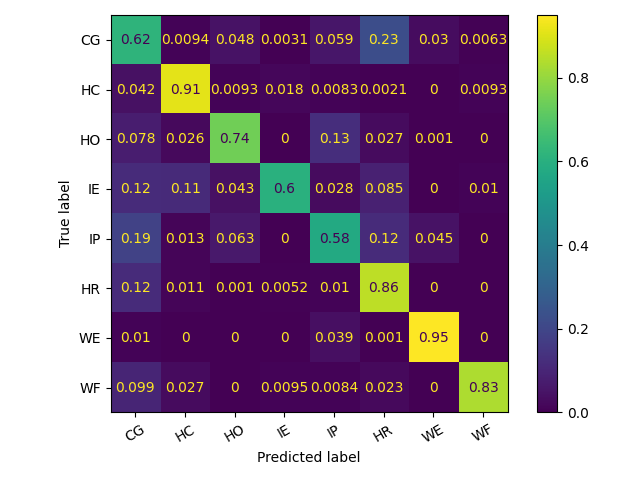 CG 0.62 0.0094 0.048 0.0031 0.059 0.23 0.03 0.0063
HC 0.042 0.91 0.0093 0.018 0.0083 0.0021 0 0.0093
HO 0.078 0.026 0.74 0 0.13 0.027 0.001 0
IE 0.12 0.11 0.043 0.6 0.028 0.085 0 0.01
IP 0.19 0.013 0.063 0 0.58 0.12 0.045 0
HR 0.12 0.011 0.001 0.0052 0.01 0.86 0 0
WE 0.01 0 0 0 0.039 0.001 0.95 0
WF 0.099 0.027 0 0.0095 0.0084 0.023 0 0.83
CG HC HO IE IP HR WE WF
Predicted label
True label
0.8
0.6
0.4
0.2
0.0